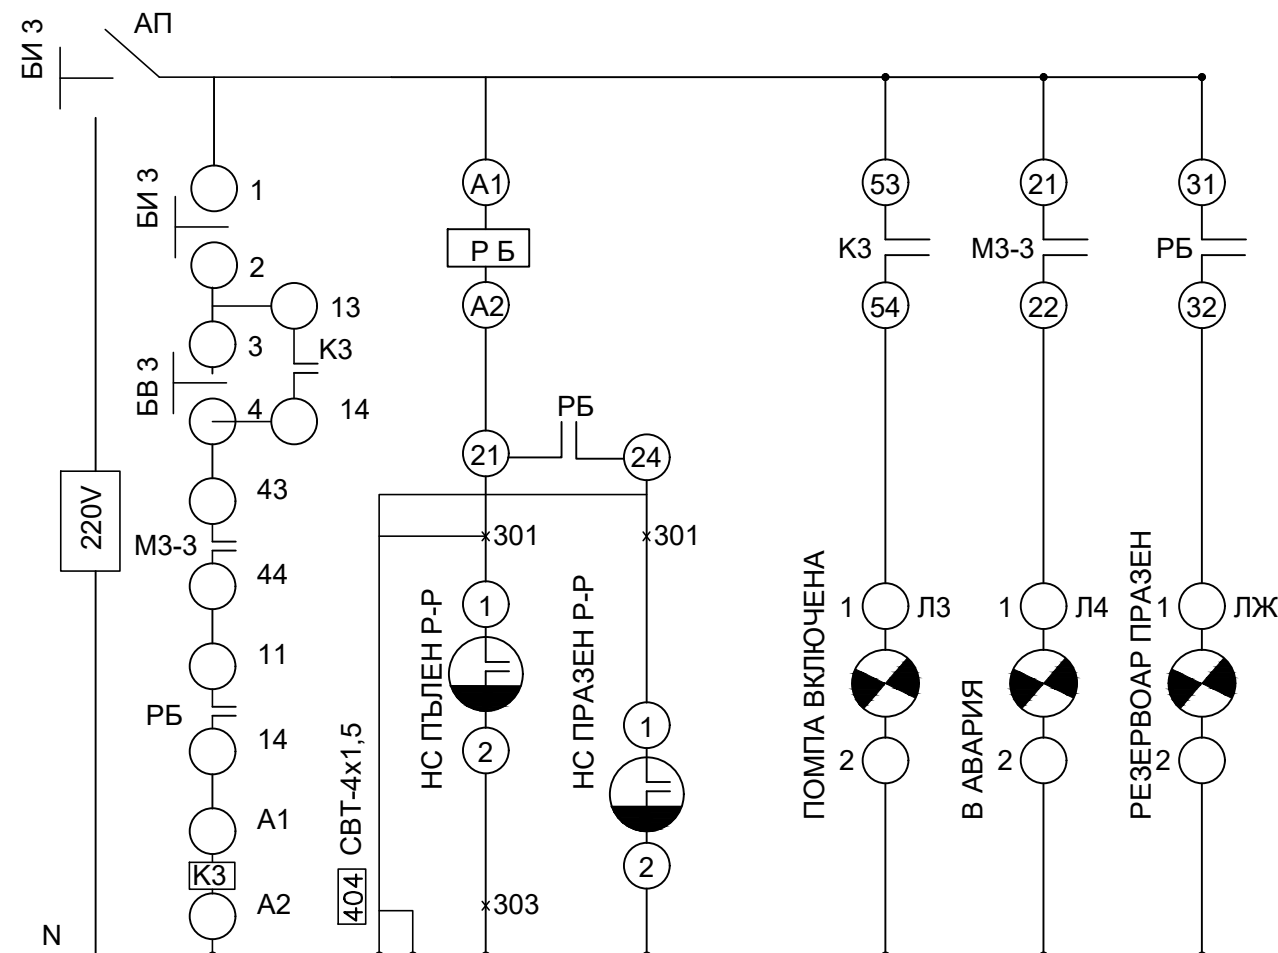 БИ 3
АП
220V
N
БИ 3
1
2
13
3
К3
БВ 3
4
14
43
М3-3
44
11
РБ
14
А1
К3
А2
404
СВТ-4х1,5
А1
Р Б
А2
РБ
21
24
301
301
НС ПЪЛЕН Р-Р
1
2
303
НС ПРАЗЕН Р-Р
1
2
53
К3
54
ПОМПА ВКЛЮЧЕНА
1
Л3
2
21
М3-3
22
В АВАРИЯ
1
Л4
2
31
РБ
32
РЕЗЕРВОАР ПРАЗЕН
1
ЛЖ
2